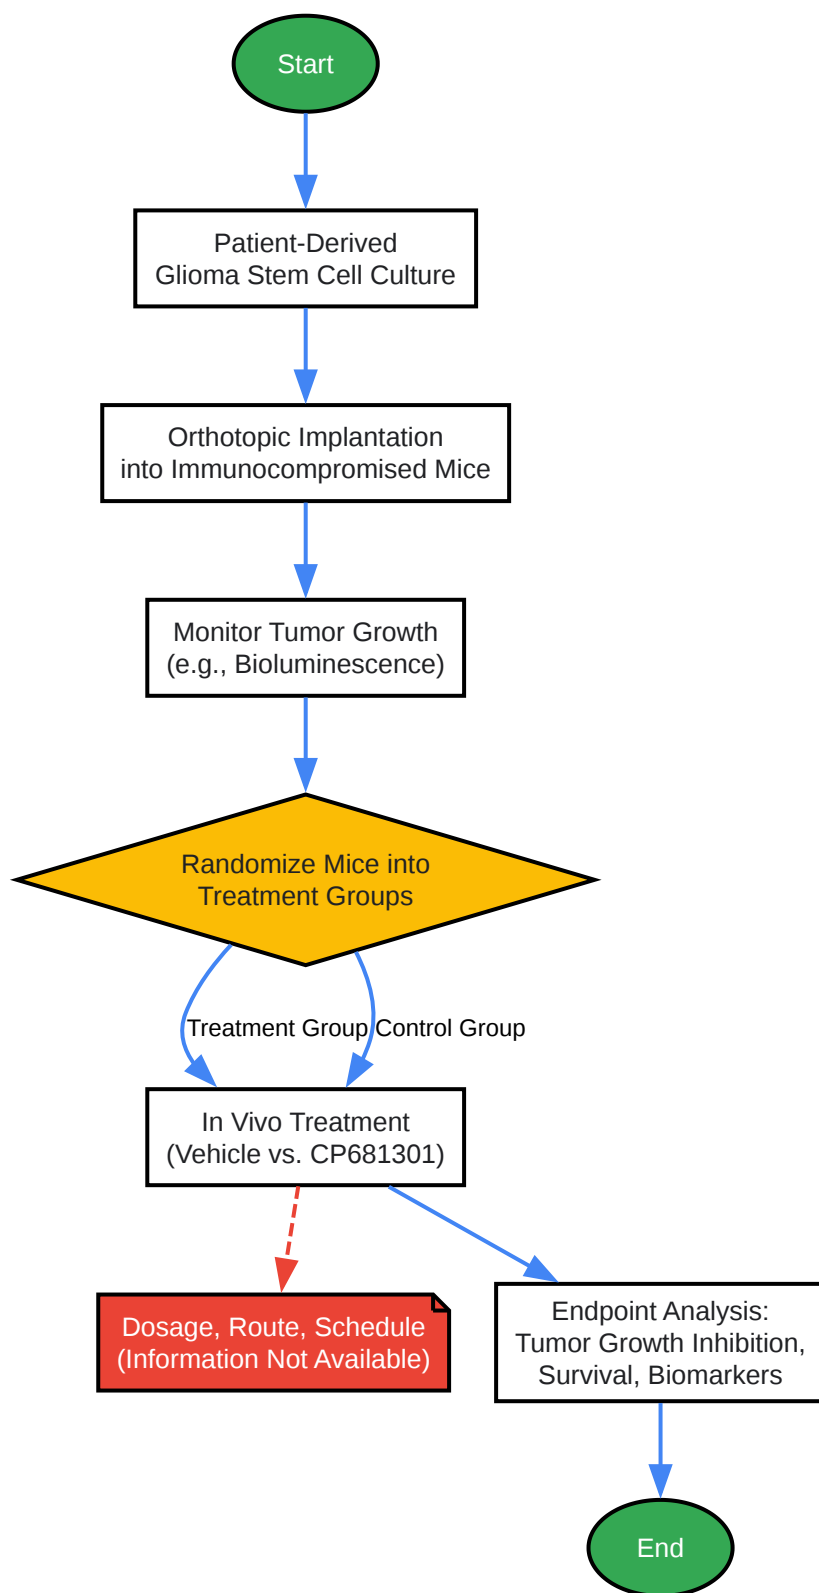 Start
Patient-Derived
Glioma Stem Cell Culture
Orthotopic Implantation
into Immunocompromised Mice
Monitor Tumor Growth
(e.g., Bioluminescence)
Randomize Mice into
Treatment Groups
Treatment Group
Control Group
In Vivo Treatment
(Vehicle vs. CP681301)
Dosage, Route, Schedule
(Information Not Available)
Endpoint Analysis:
Tumor Growth Inhibition,
Survival, Biomarkers
End